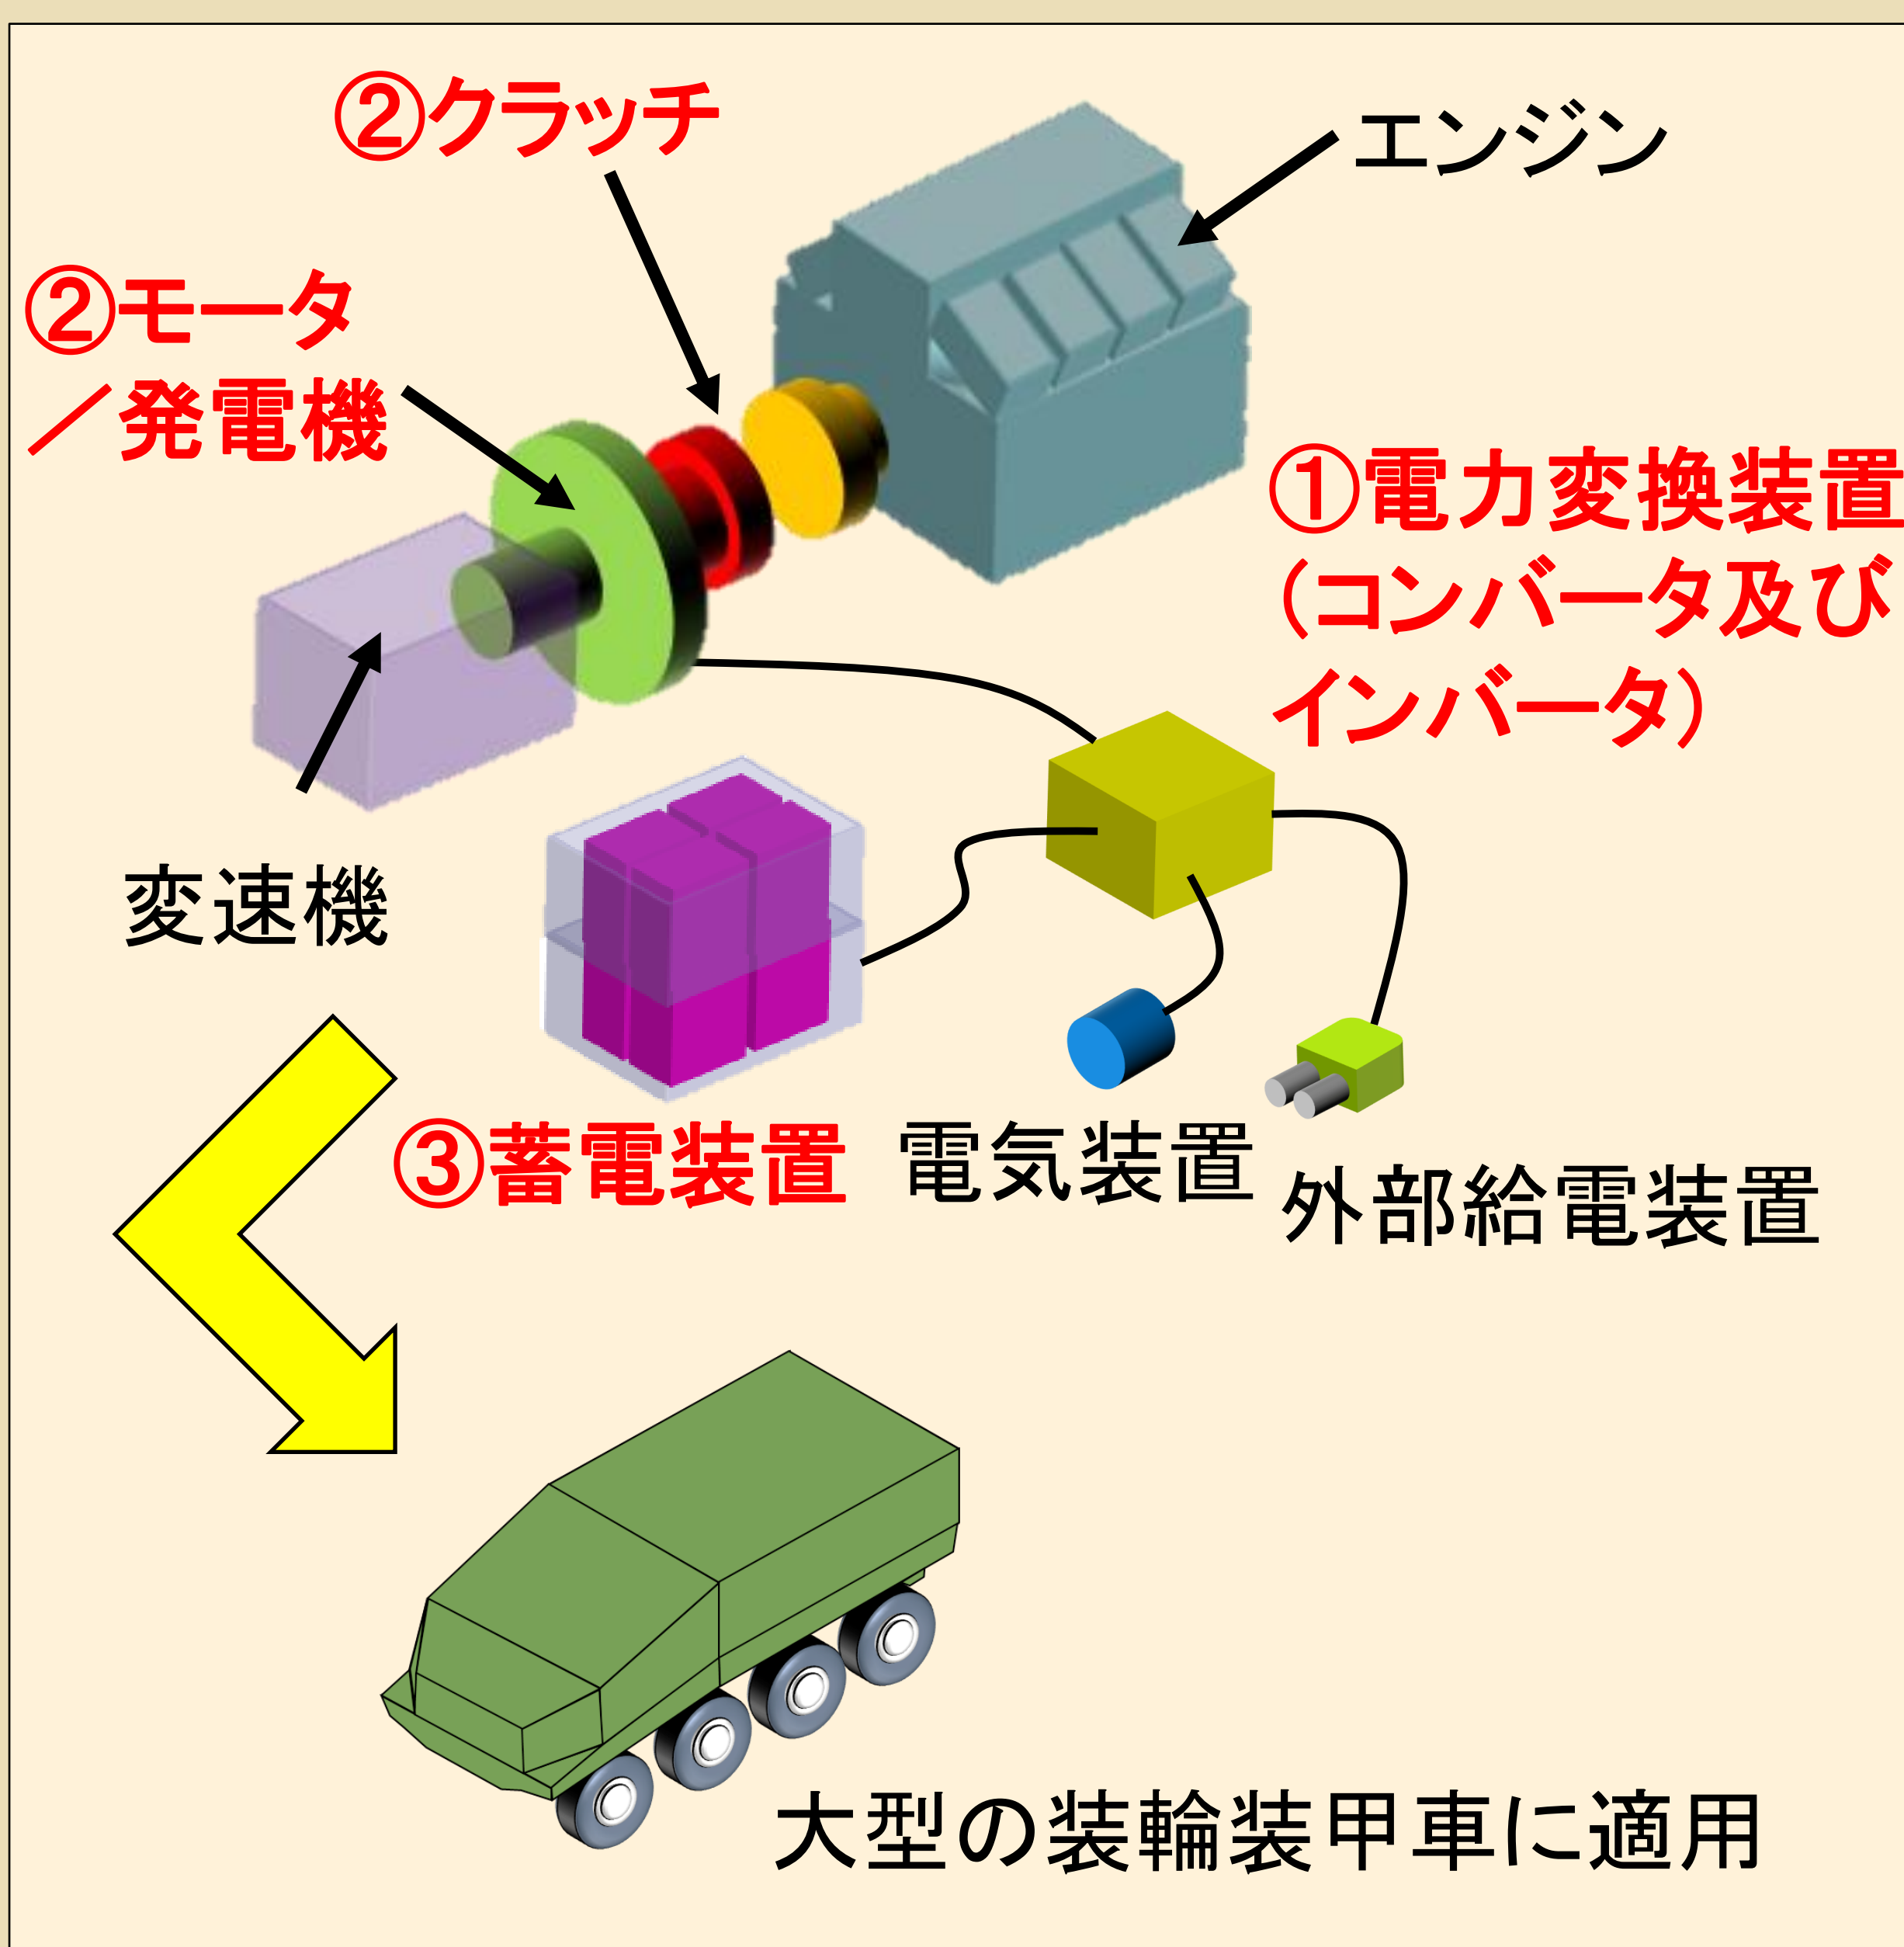 ②クラッチ
エンジン
②モータ
／発電機
①電力変換装置
（コンバータ及び
インバータ）
変速機
③蓄電装置
電気装置
外部給電装置
大型の装輪装甲車に適用